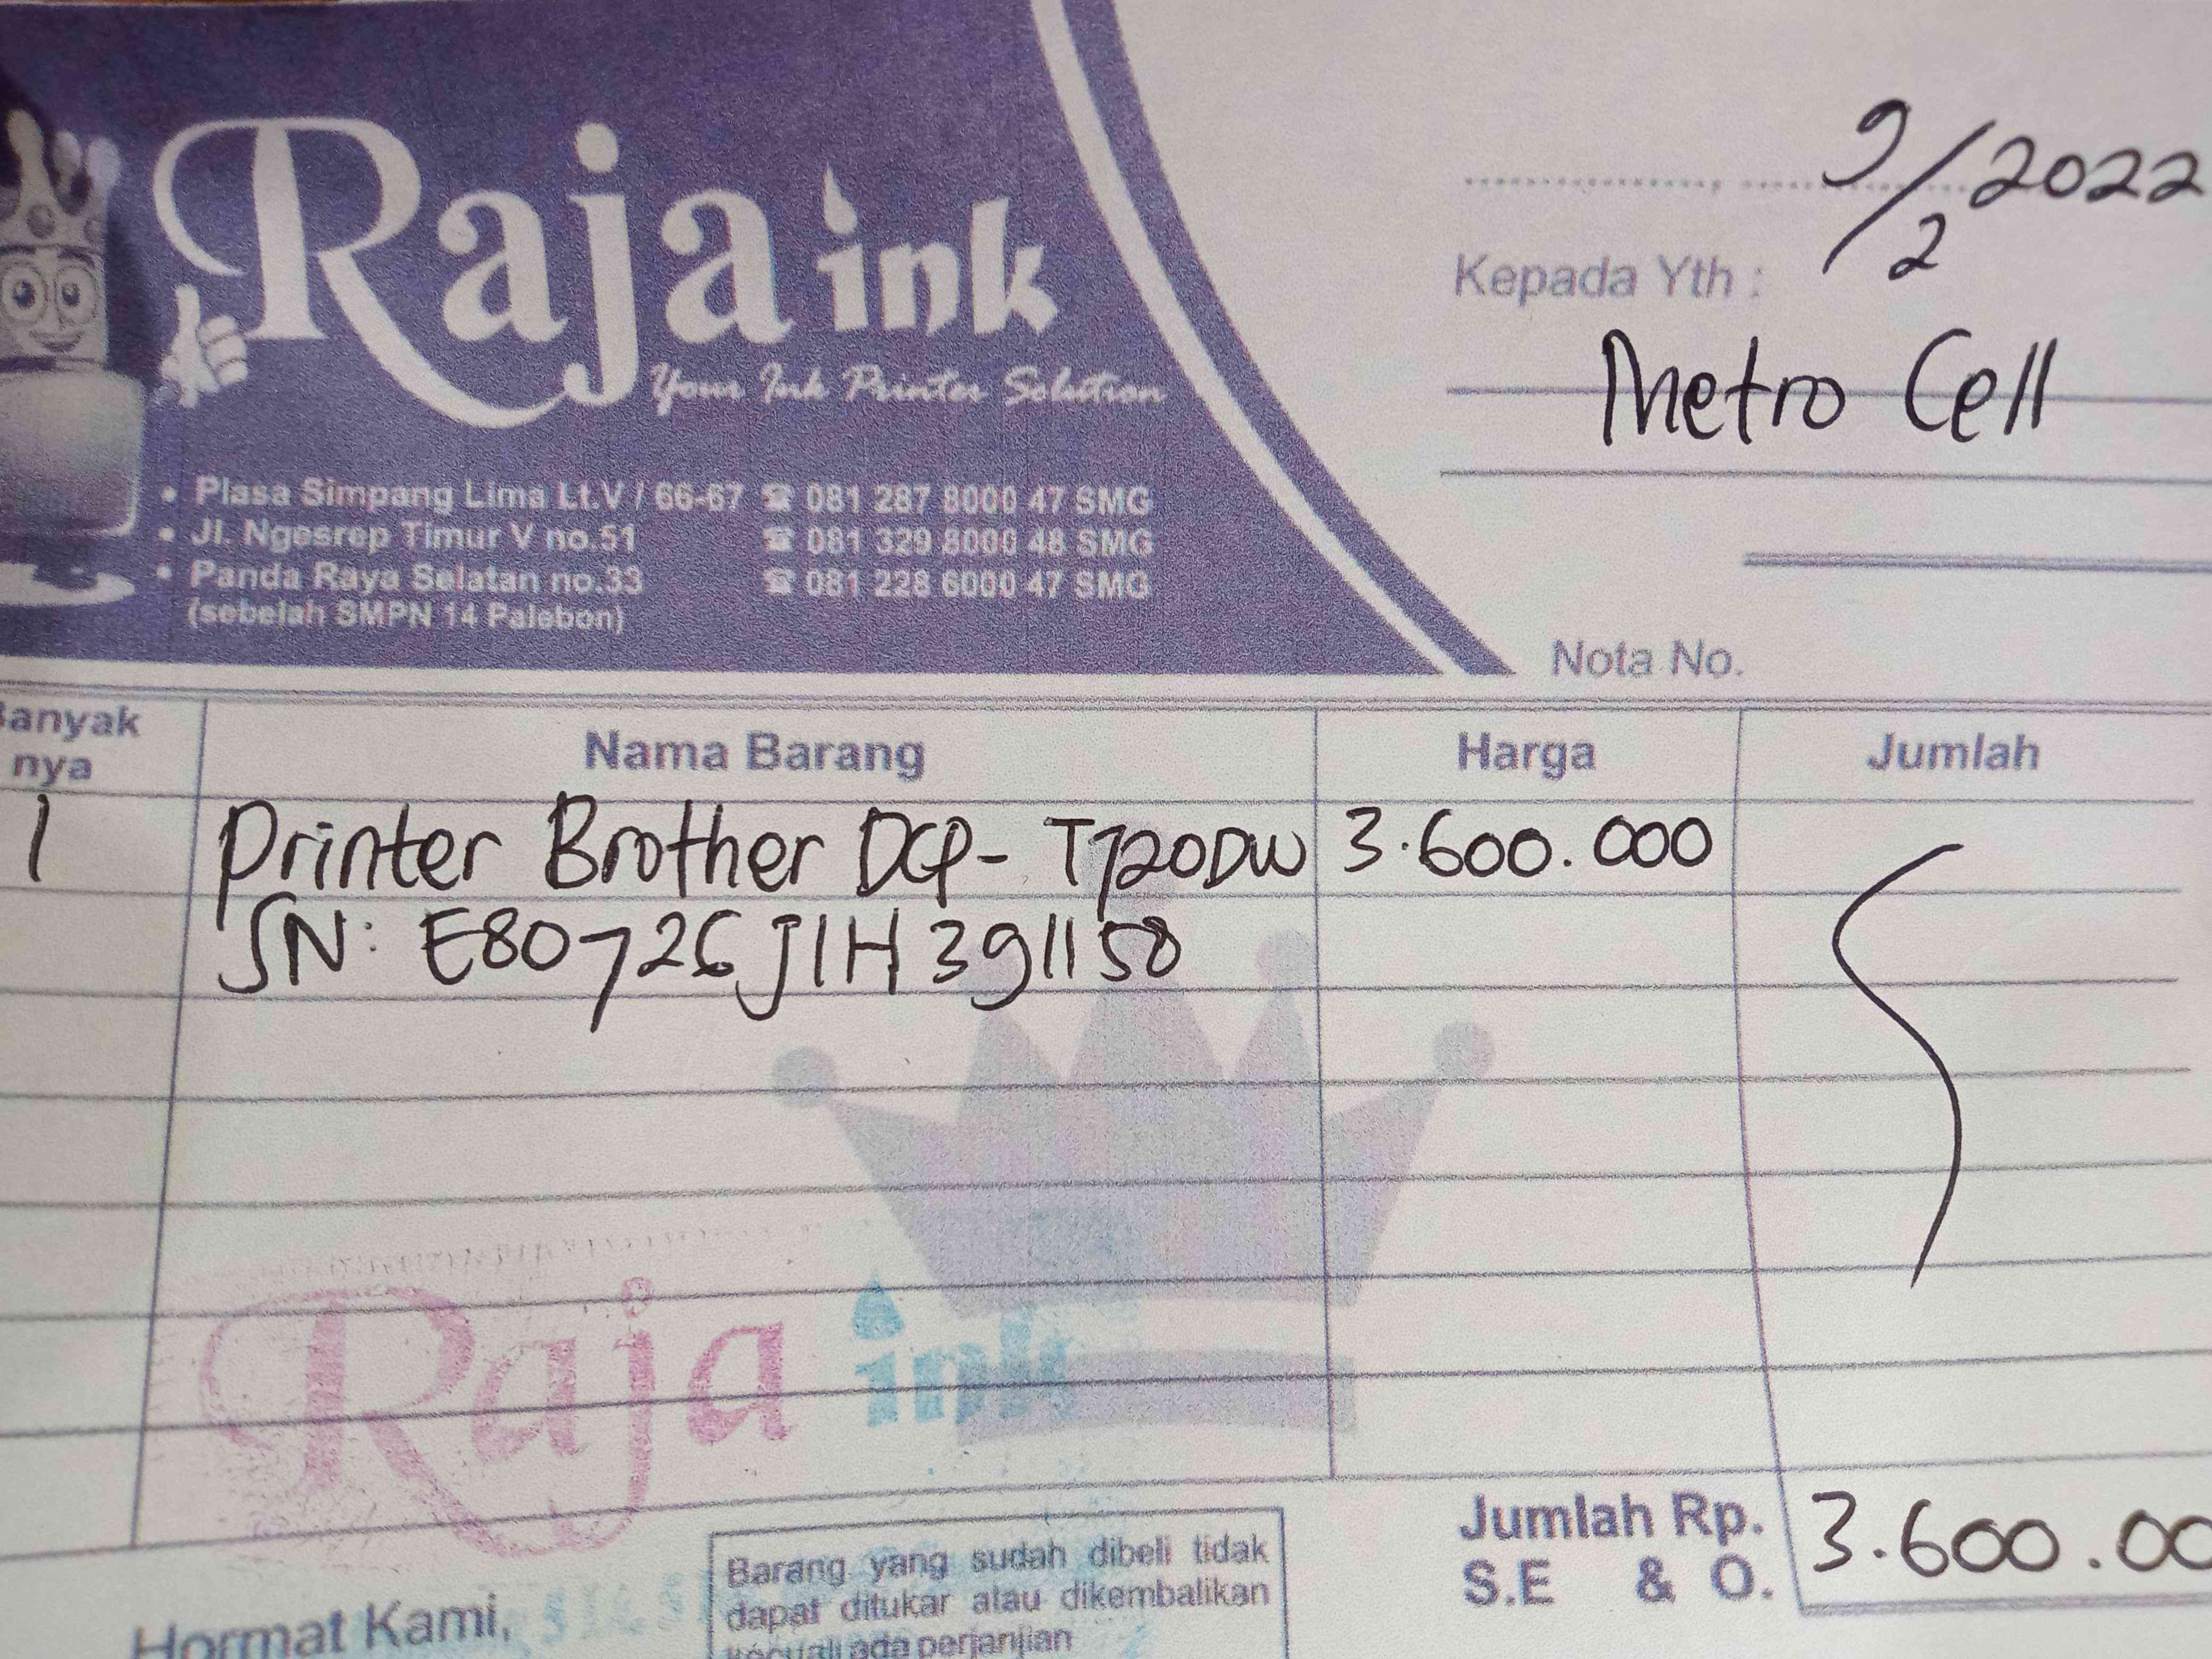 Raja ink
Your Ink Printer Solution
• Plasa Simpang Lima Lt.V / 66-67 ☎ 081 287 8000 47 SMG
• Jl. Ngesrep Timur V no.51 ☎ 081 329 8000 48 SMG
• Panda Raya Selatan no.33 ☎ 081 228 6000 47 SMG
(sebelah SMPN 14 Palebon)
9/2 2022
Kepada Yth :
Metro Cell
Nota No.
Banyak nya Nama Barang Harga Jumlah
1 Printer Brother DCP- T720DW 3.600.000
SN: E80726J1H391158
Raja ink
Jumlah Rp. 3.600.00
S.E & O.
Hormat Kami,
Barang yang sudah dibeli tidak
dapat ditukar atau dikembalikan
kecuali ada perjanjian